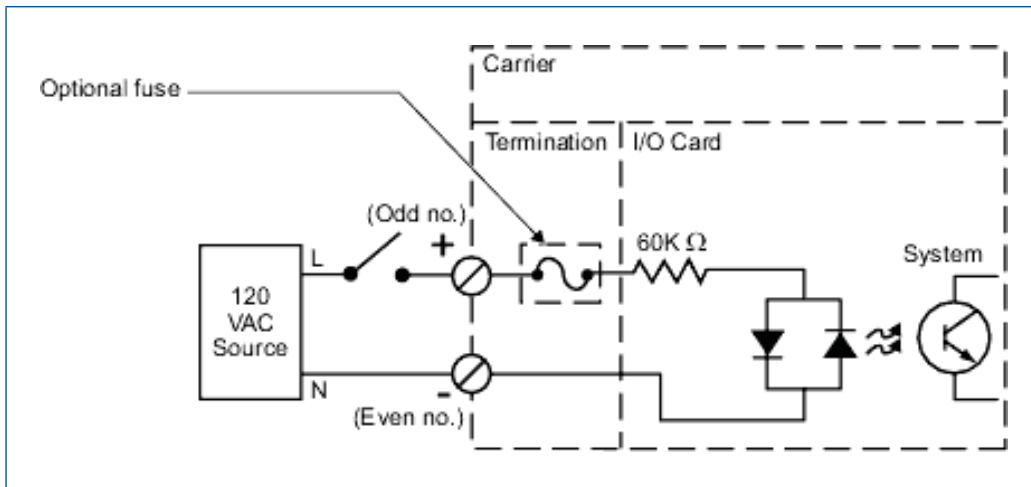 Carrier
Optional fuse
Termination
I/O Card
(Odd no.)
+
60K Ω
System
L
120
VAC
Source
N
-
(Even no.)